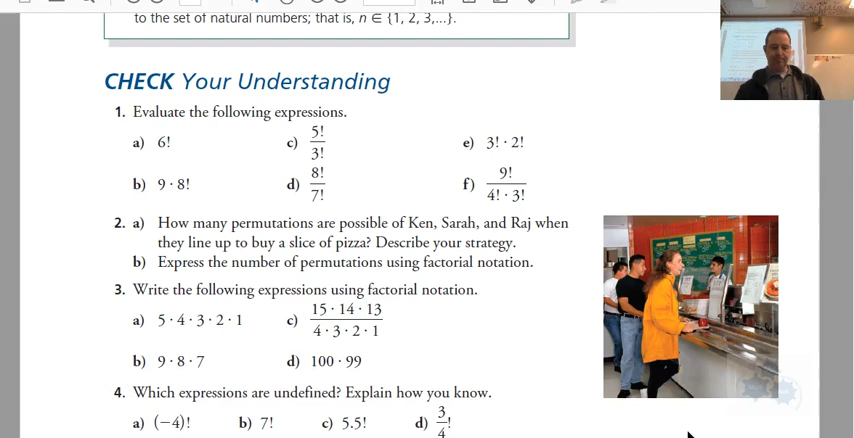 to the set of natural numbers; that is, n ∈ {1, 2, 3,...}.
CHECK Your Understanding
1. Evaluate the following expressions.
a) 6! c) 5!/3! e) 3! · 2!
b) 9 · 8! d) 8!/7! f) 9!/(4! · 3!)
2. a) How many permutations are possible of Ken, Sarah, and Raj when
they line up to buy a slice of pizza? Describe your strategy.
b) Express the number of permutations using factorial notation.
3. Write the following expressions using factorial notation.
a) 5 · 4 · 3 · 2 · 1 c) (15 · 14 · 13)/(4 · 3 · 2 · 1)
b) 9 · 8 · 7 d) 100 · 99
4. Which expressions are undefined? Explain how you know.
a) (−4)! b) 7! c) 5.5! d) 3/4!